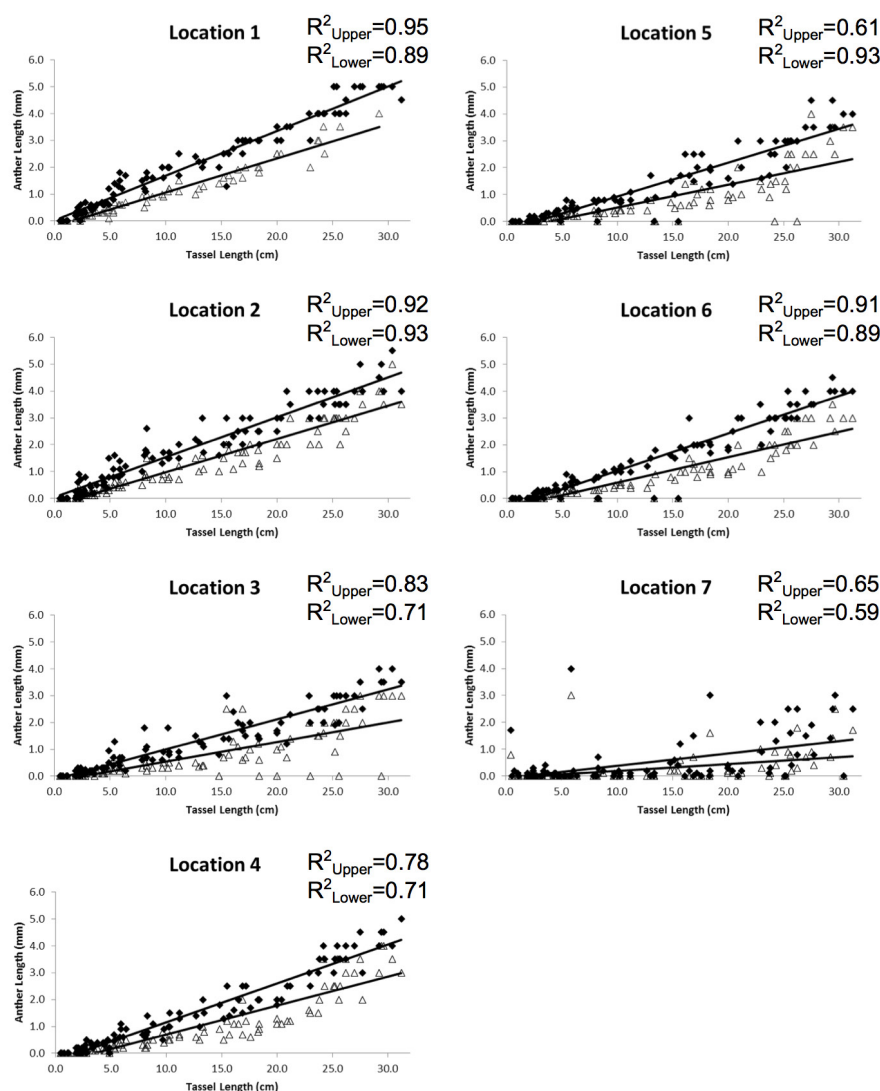 Location 1
R²Upper=0.95
R²Lower=0.89
6.0
5.0
4.0
3.0
2.0
1.0
0.0
Anther Length (mm)
0.0 5.0 10.0 15.0 20.0 25.0 30.0
Tassel Length (cm)
Location 5
R²Upper=0.61
R²Lower=0.93
6.0
5.0
4.0
3.0
2.0
1.0
0.0
Anther Length (mm)
0.0 5.0 10.0 15.0 20.0 25.0 30.0
Tassel Length (cm)
Location 2
R²Upper=0.92
R²Lower=0.93
6.0
5.0
4.0
3.0
2.0
1.0
0.0
Anther Length (mm)
0.0 5.0 10.0 15.0 20.0 25.0 30.0
Tassel Length (cm)
Location 6
R²Upper=0.91
R²Lower=0.89
6.0
5.0
4.0
3.0
2.0
1.0
0.0
Anther Length (mm)
0.0 5.0 10.0 15.0 20.0 25.0 30.0
Tassel Length (cm)
Location 3
R²Upper=0.83
R²Lower=0.71
6.0
5.0
4.0
3.0
2.0
1.0
0.0
Anther Length (mm)
0.0 5.0 10.0 15.0 20.0 25.0 30.0
Tassel Length (cm)
Location 7
R²Upper=0.65
R²Lower=0.59
6.0
5.0
4.0
3.0
2.0
1.0
0.0
Anther Length (mm)
0.0 5.0 10.0 15.0 20.0 25.0 30.0
Tassel Length (cm)
Location 4
R²Upper=0.78
R²Lower=0.71
6.0
5.0
4.0
3.0
2.0
1.0
0.0
Anther Length (mm)
0.0 5.0 10.0 15.0 20.0 25.0 30.0
Tassel Length (cm)